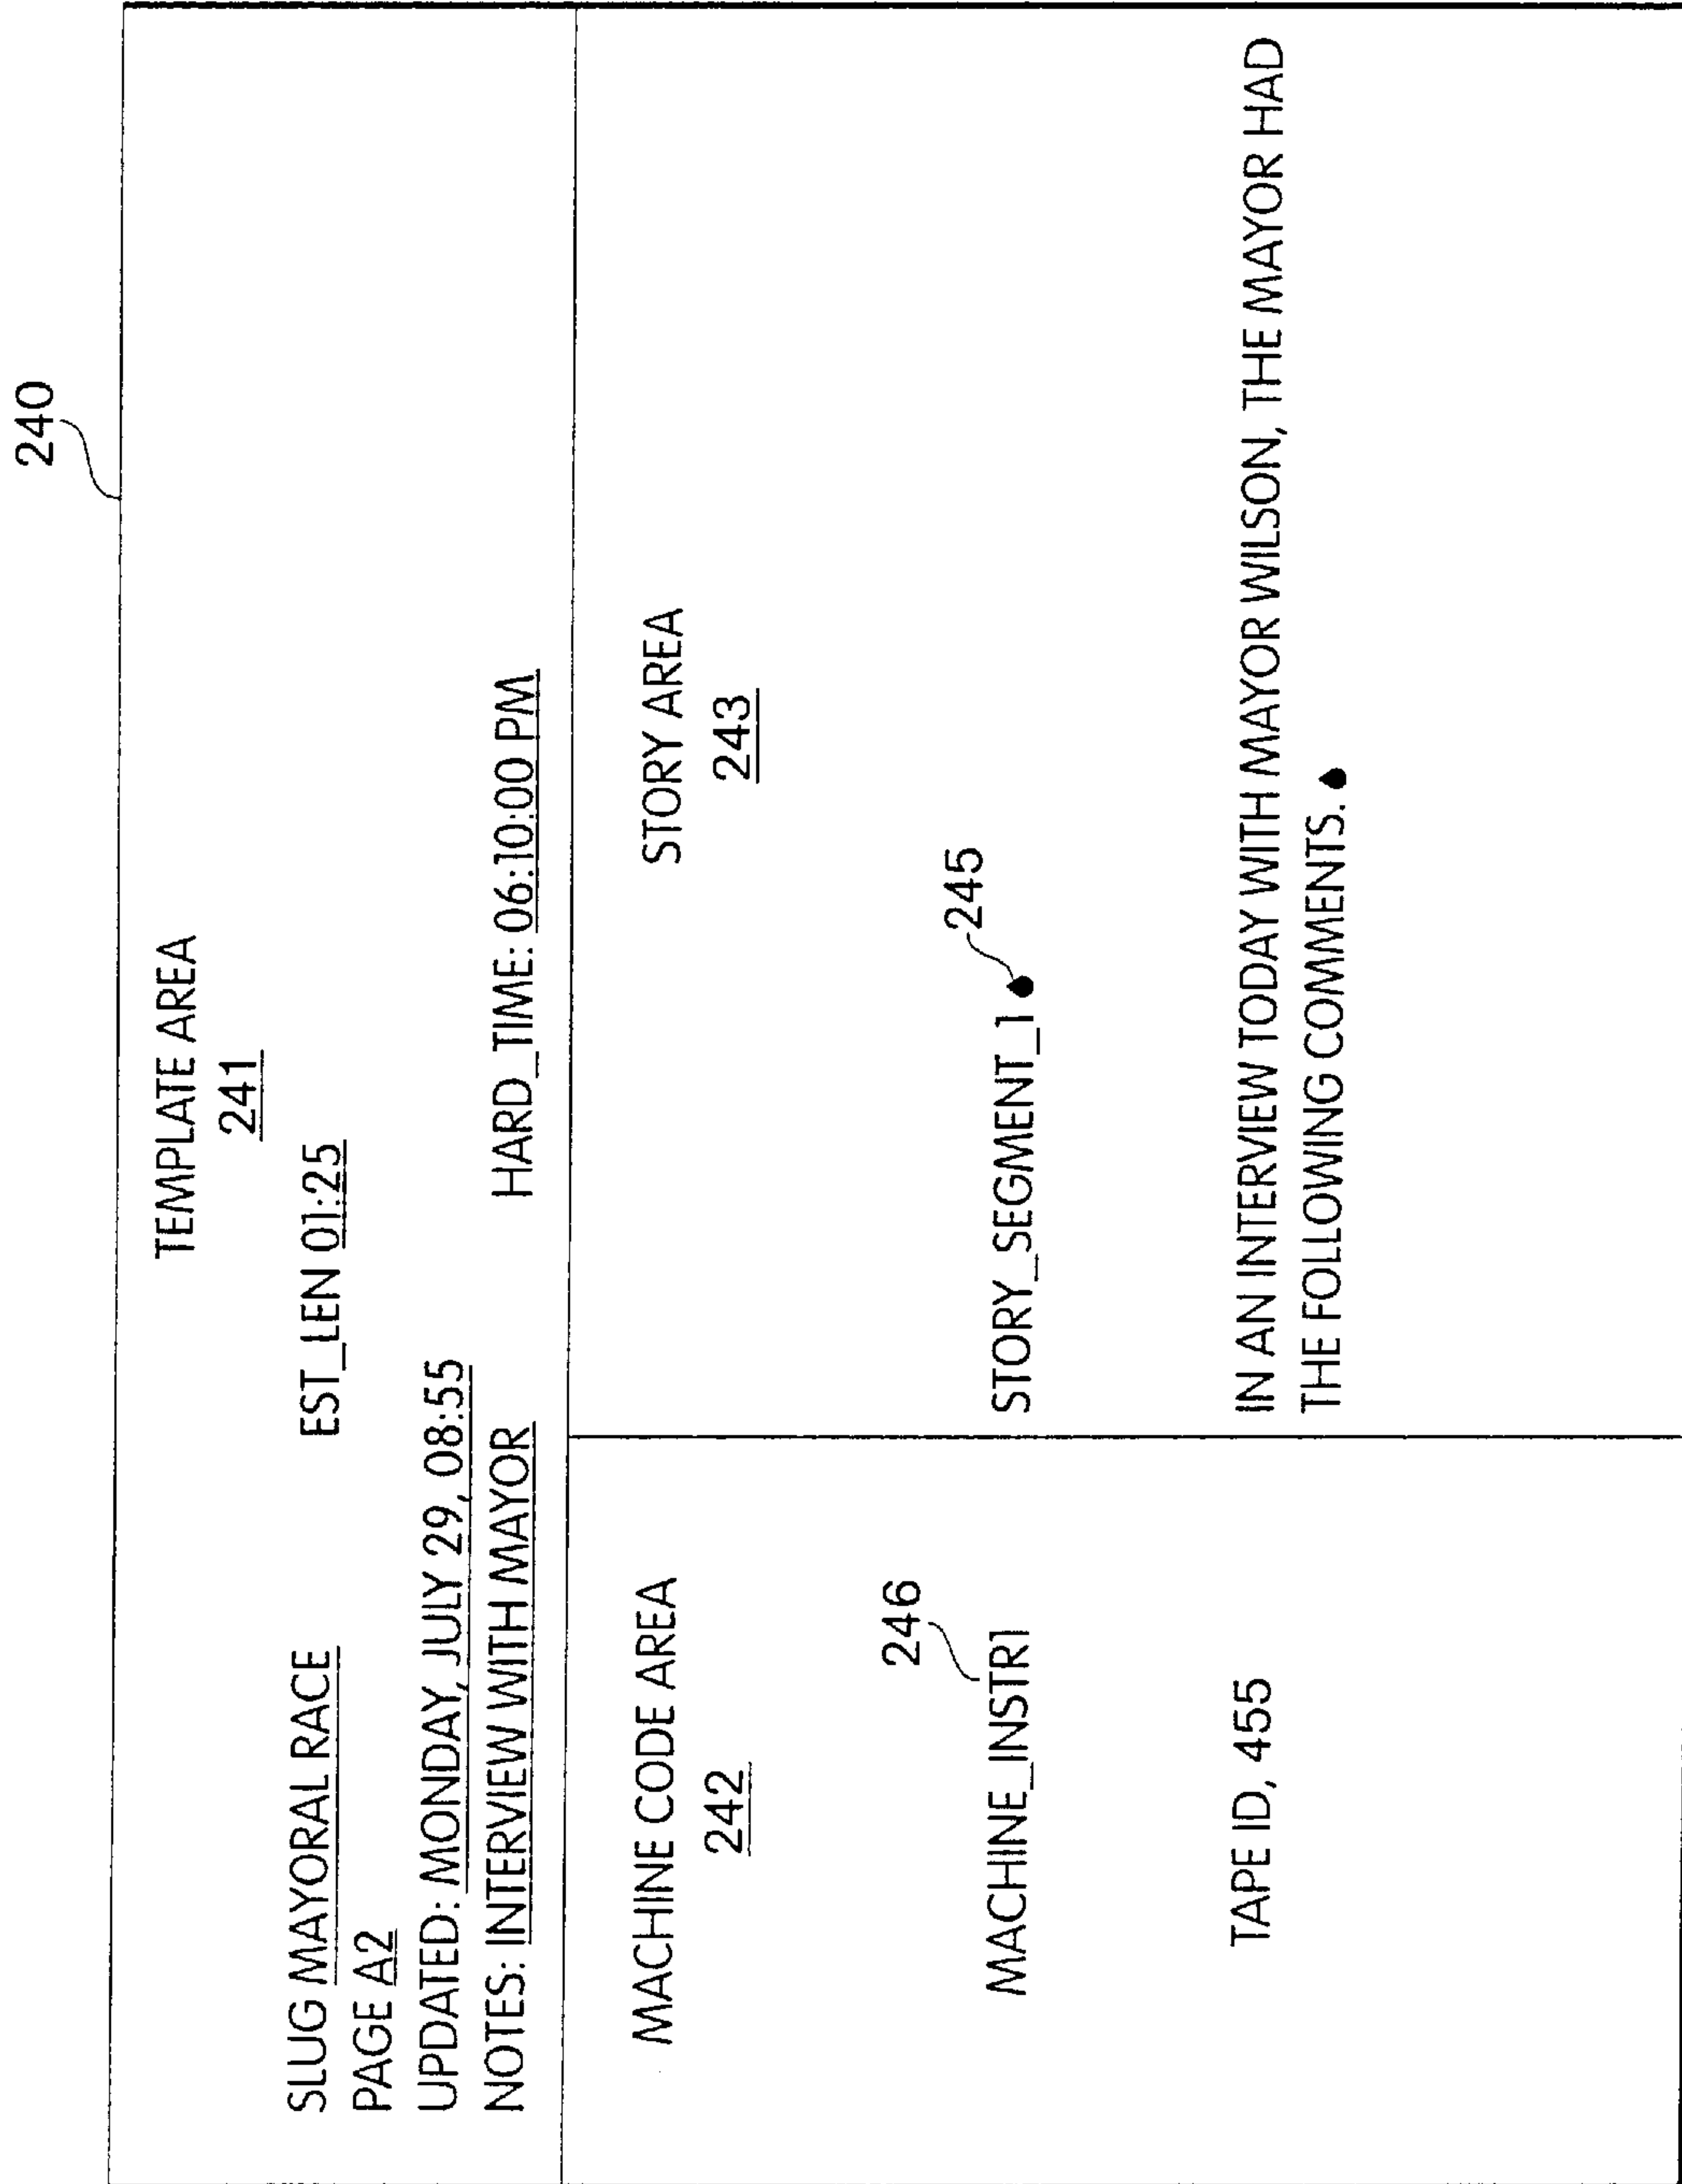 240
TEMPLATE AREA
241
SLUG MAYORAL RACE EST_LEN 01:25
PAGE A2
UPDATED: MONDAY, JULY 29, 08:55
NOTES: INTERVIEW WITH MAYOR HARD_TIME: 06:10:00 PM
MACHINE CODE AREA
242
246
MACHINE_INSTR1
TAPE ID, 455
STORY AREA
243
245
STORY_SEGMENT_1
IN AN INTERVIEW TODAY WITH MAYOR WILSON, THE MAYOR HAD
THE FOLLOWING COMMENTS.